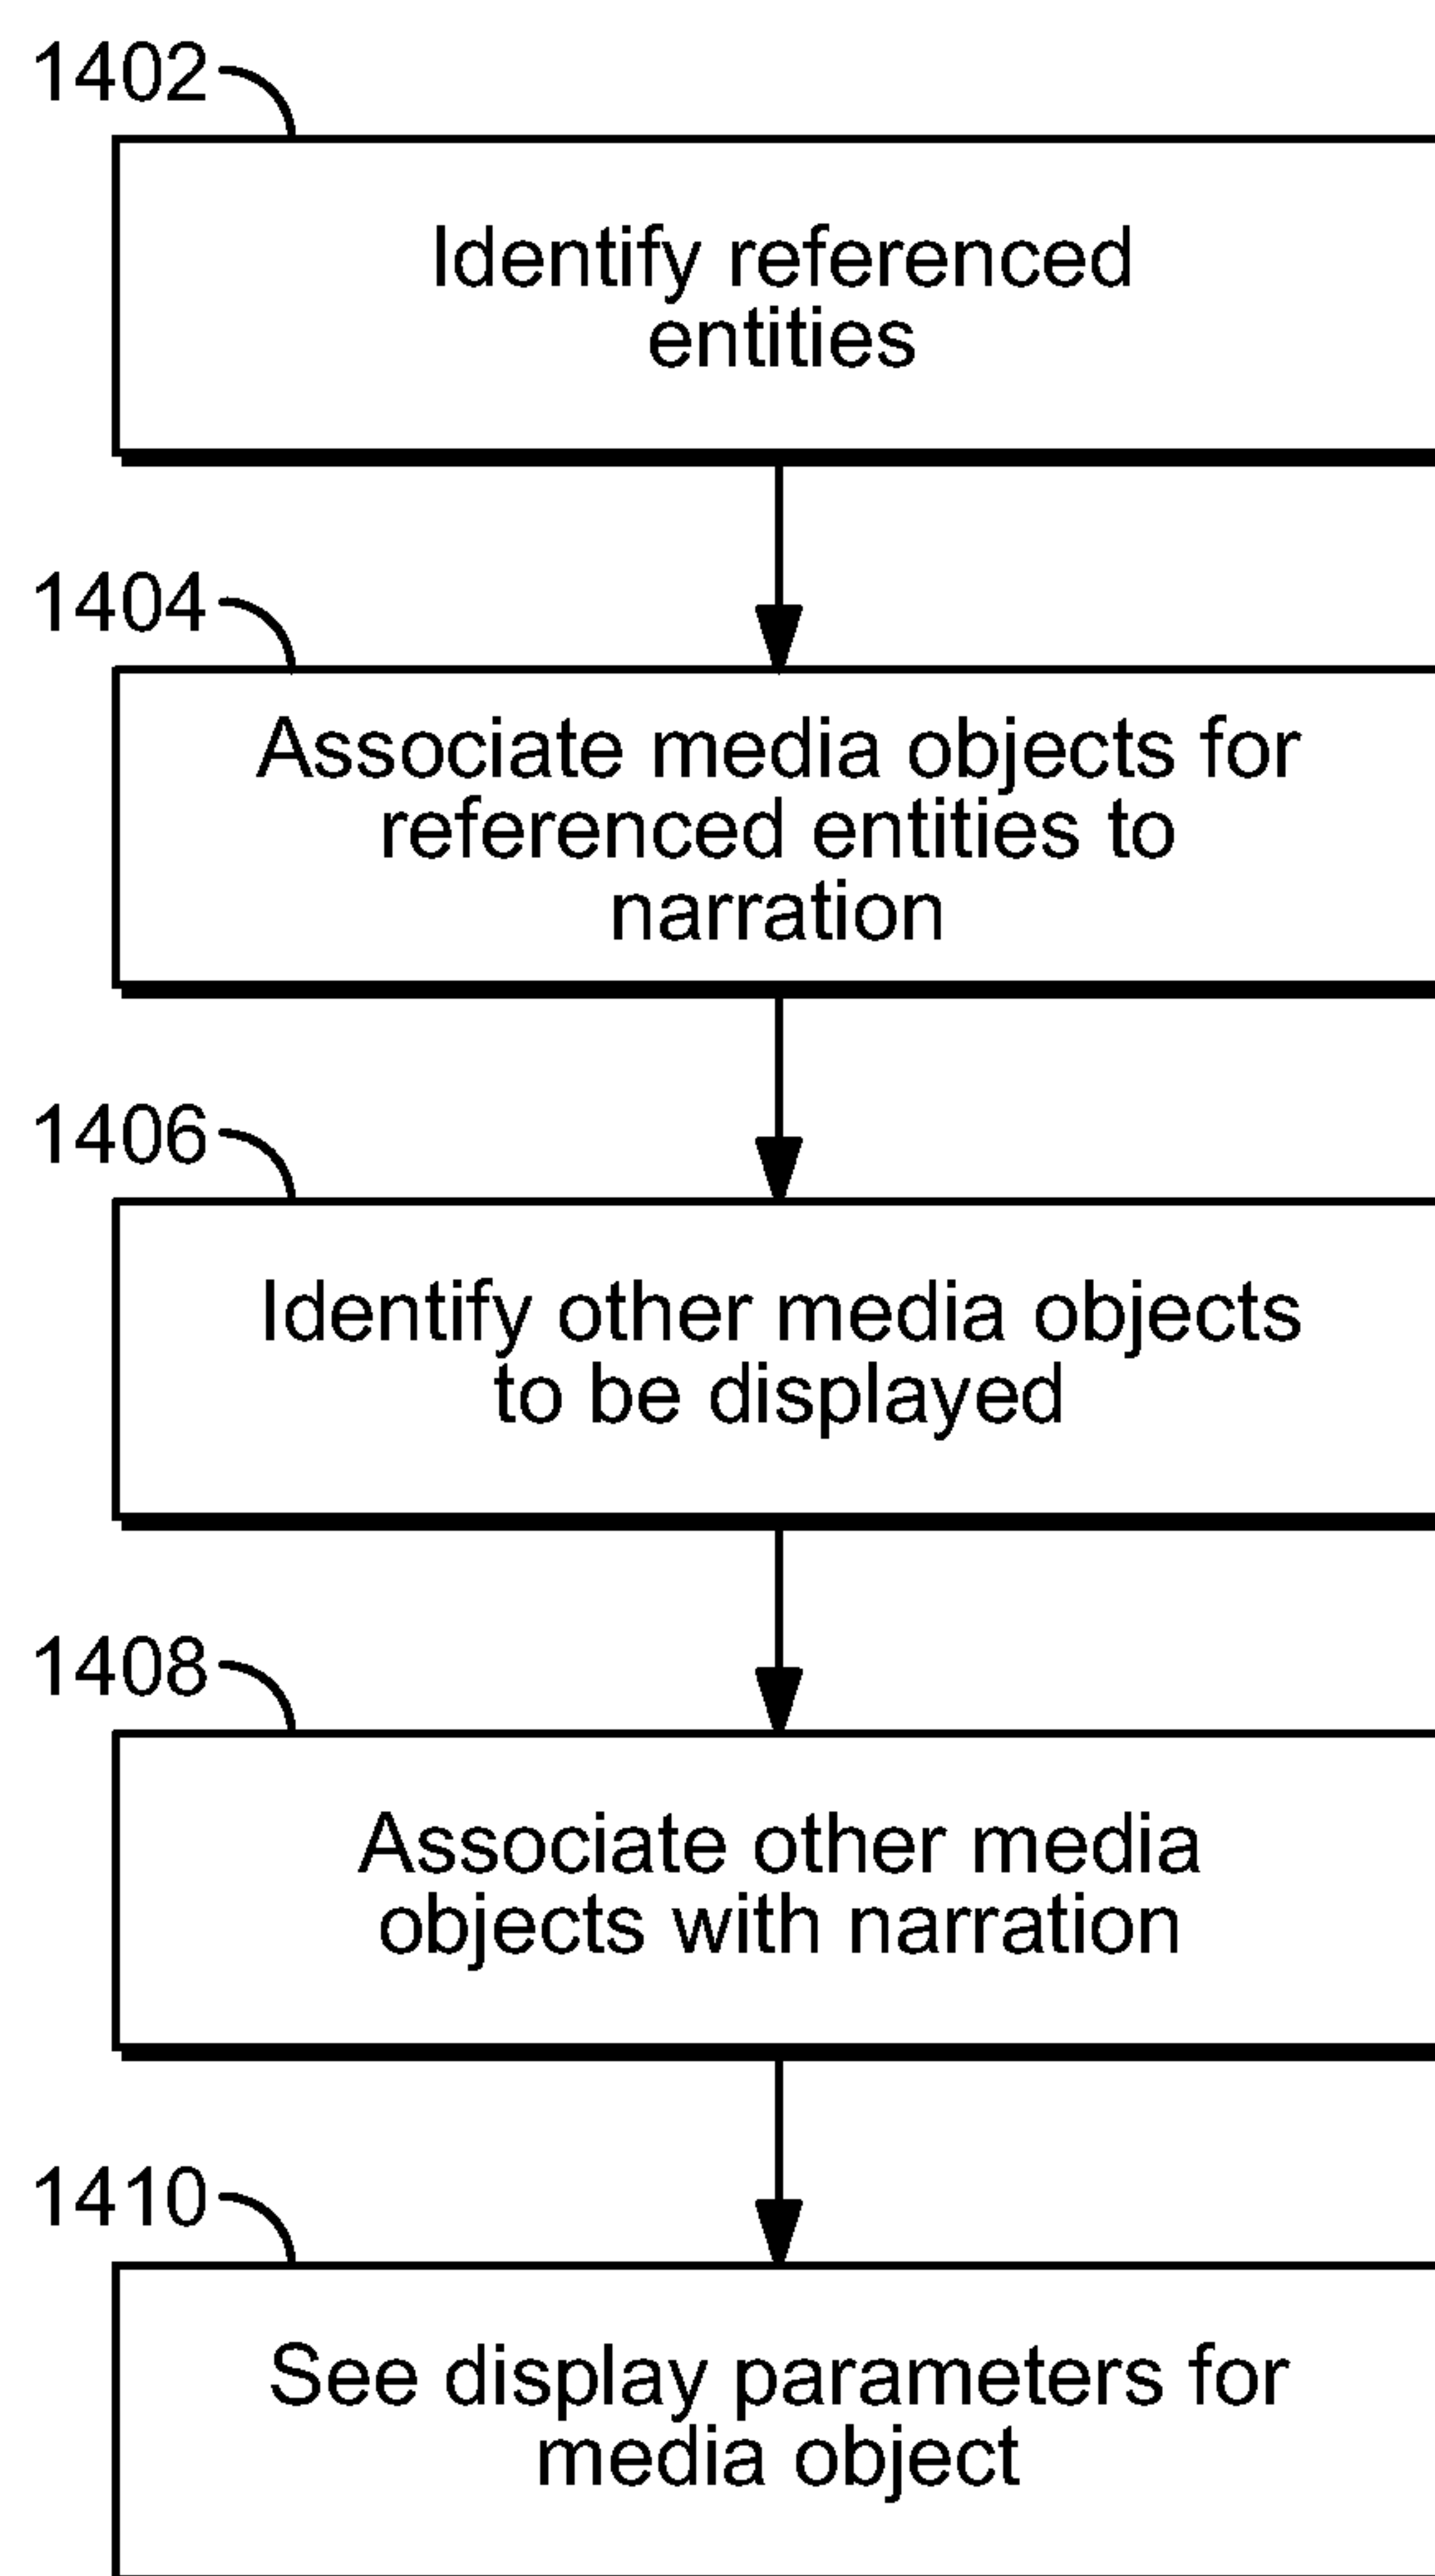 1402
Identify referenced
entities
1404
Associate media objects for
referenced entities to
narration
1406
Identify other media objects
to be displayed
1408
Associate other media
objects with narration
1410
See display parameters for
media object